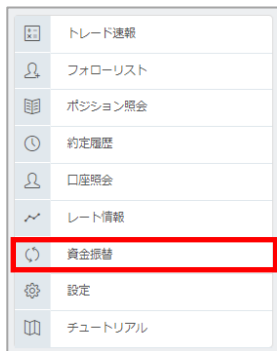 トレード速報
フォローリスト
ポジション照会
約定履歴
口座照会
レート情報
資金振替
設定
チュートリアル